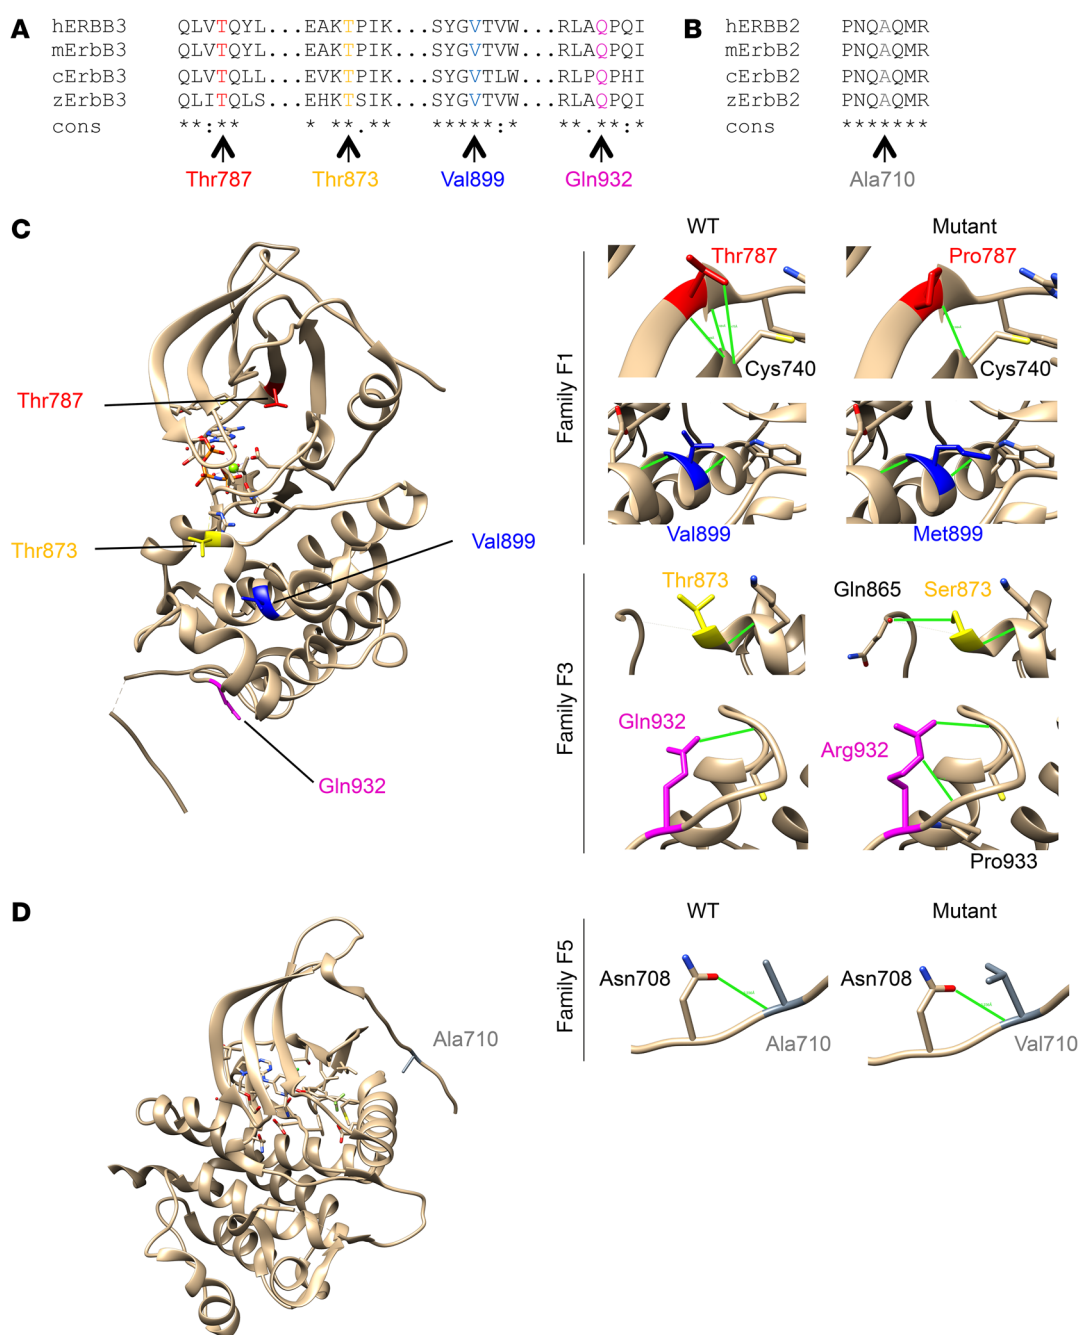 A
hERBB3 QLVTQYL...EAKTPIK...SYGVTVW...RLAQPQI
mErbB3 QLVTQYL...EAKTPIK...SYGVTVW...RLAQPQI
cErbB3 QLVTQLL...EVKTPIK...SYGVTLW...RLPQPHI
zErbB3 QLITQLS...EHKTSIK...SYGVTVW...RLAQPQI
cons **:** * **.** *****:* **.**:*
Thr787 Thr873 Val899 Gln932
B
hERBB2 PNQAQMR
mErbB2 PNQAQMR
cErbB2 PNQAQMR
zErbB2 PNQAQMR
cons *******
Ala710
C
Thr787
Thr873
Val899
Gln932
WT Mutant
Family F1
Thr787 Pro787
Cys740 Cys740
Val899 Met899
Family F3
Thr873 Gln865 Ser873
Gln932 Arg932
Pro933
D
Ala710
WT Mutant
Family F5
Asn708 Asn708
Ala710 Val710